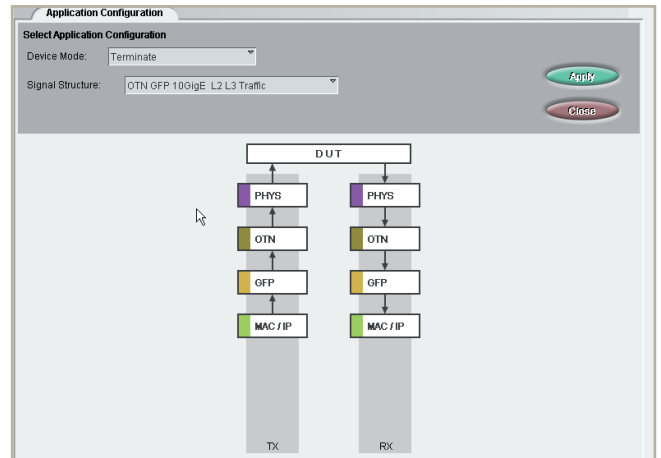 Application Configuration
Select Application Configuration
Device Mode: Terminate
Signal Structure: OTN GFP 10GigE L2 L3 Traffic
Apply
Close
DUT
PHYS PHYS
OTN OTN
GFP GFP
MAC / IP MAC / IP
TX RX